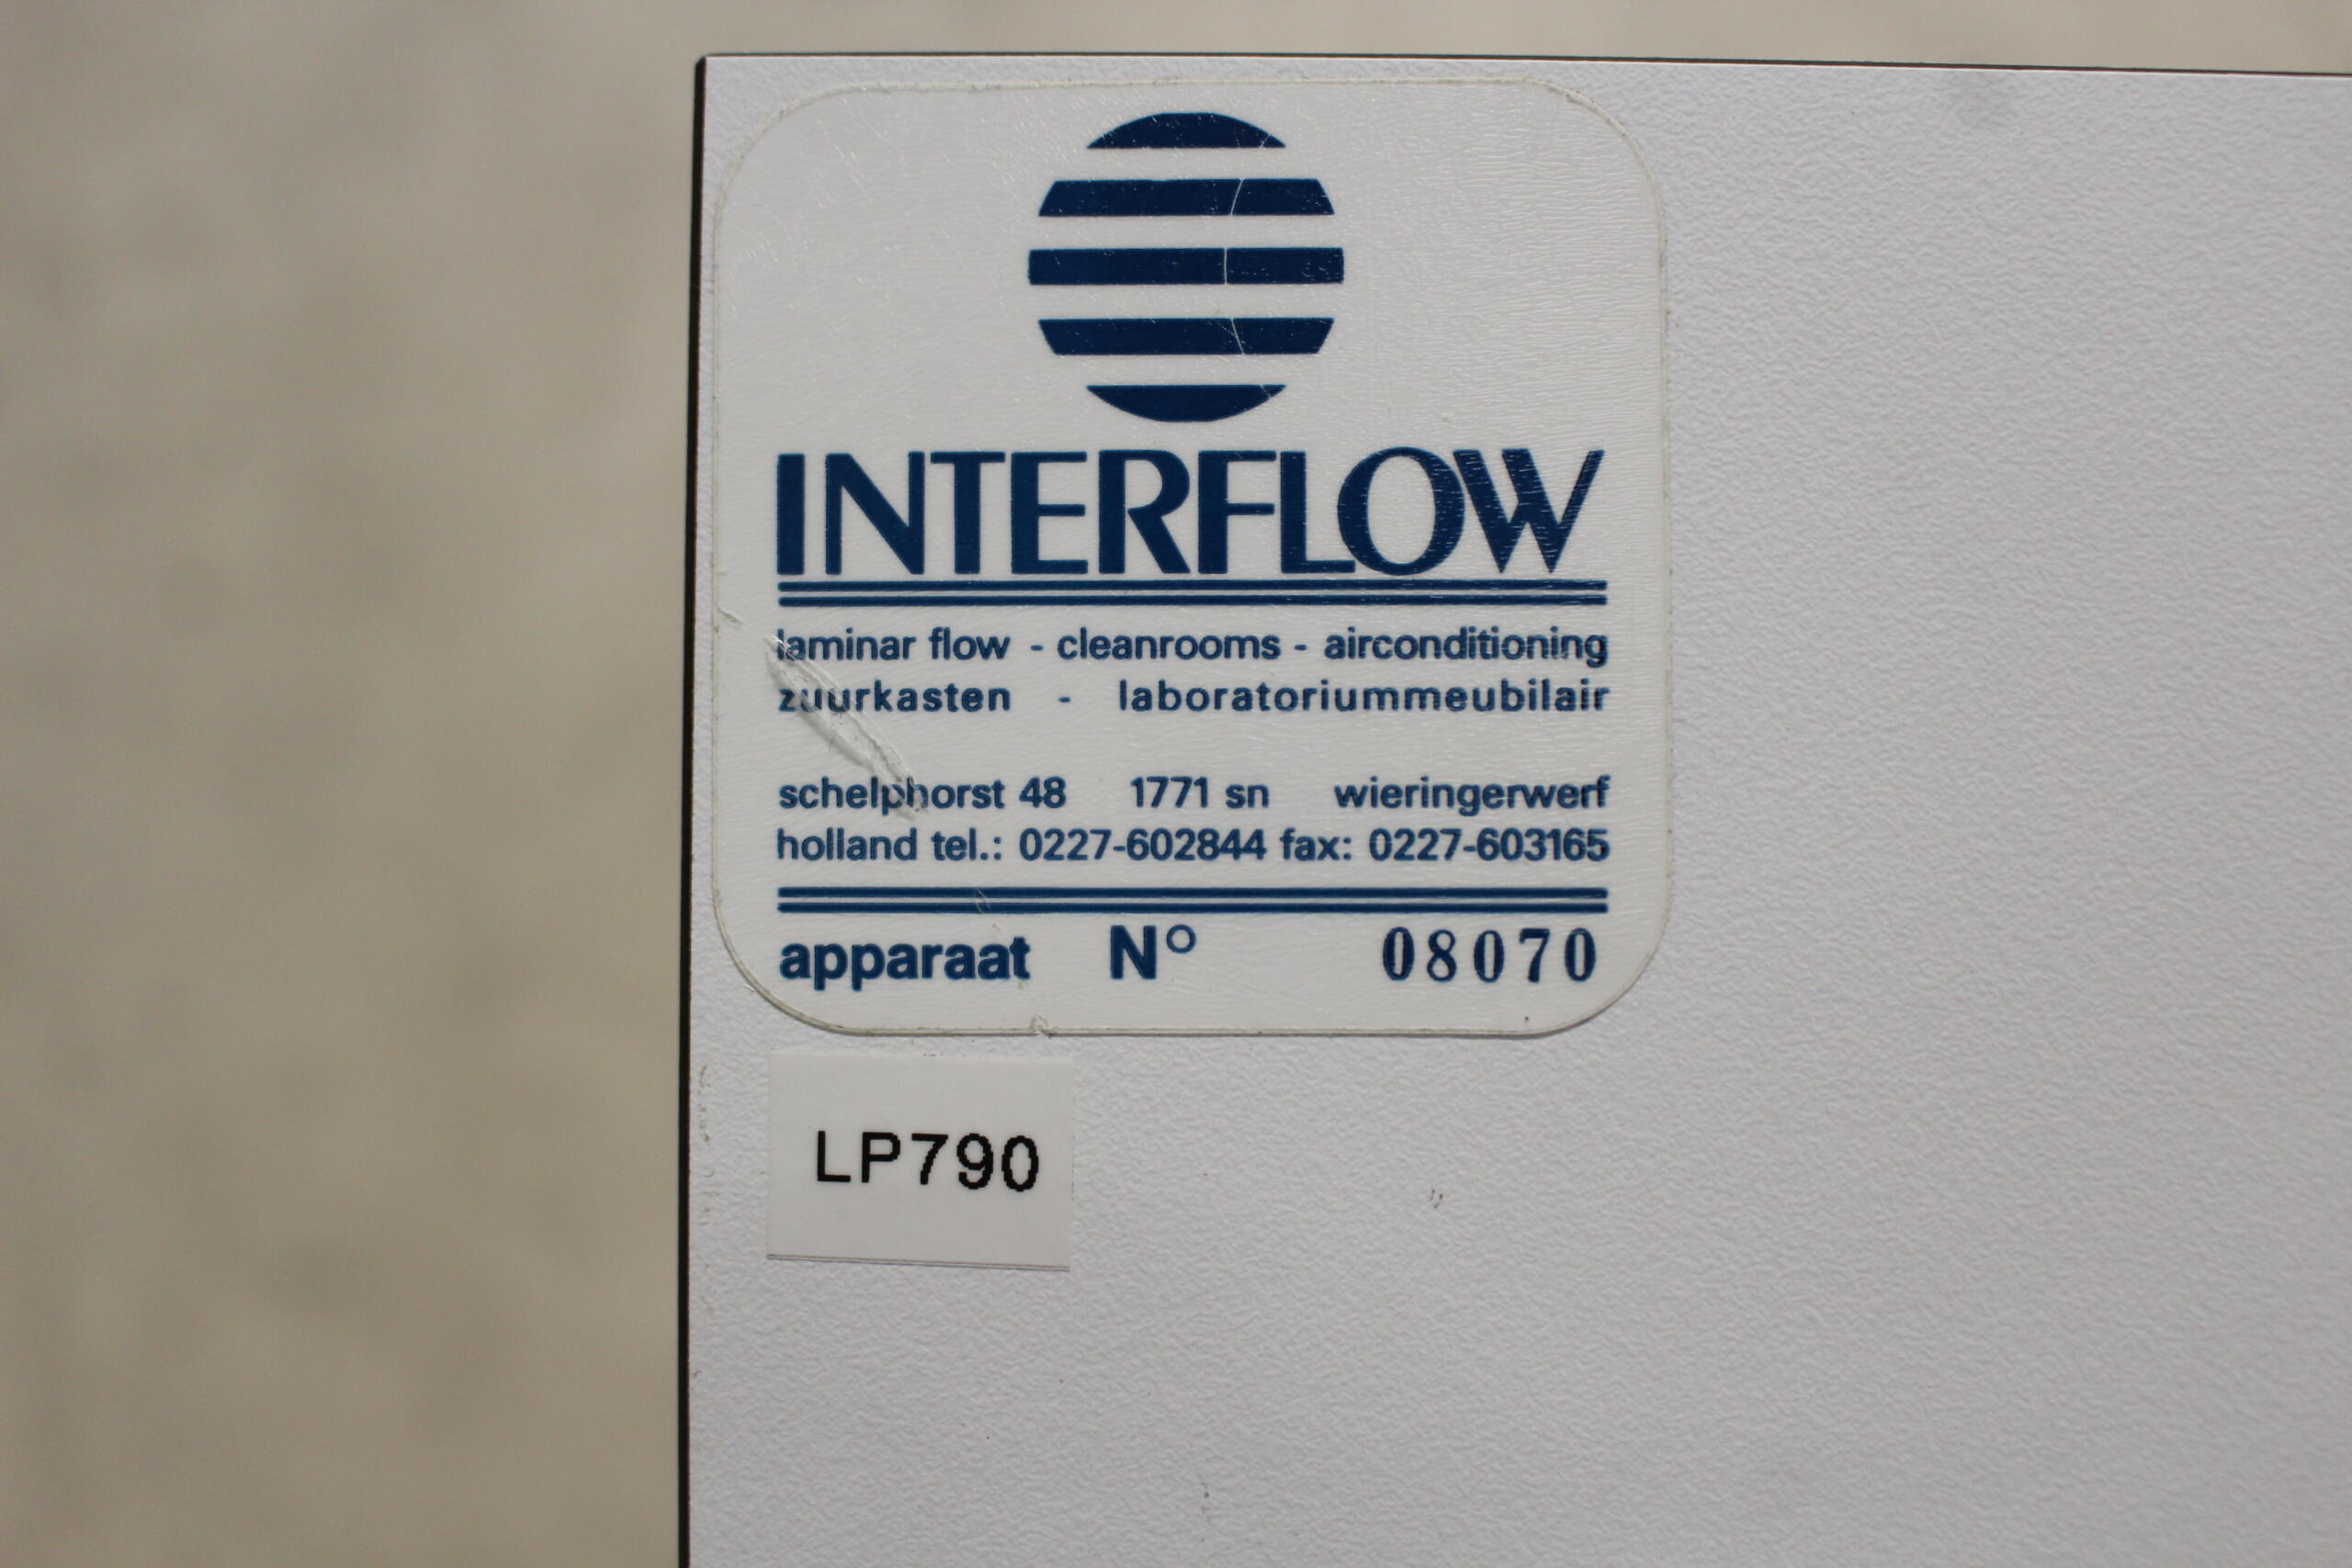 INTERFLOW
laminar flow - cleanrooms - airconditioning
zuurkasten - laboratoriummeubilair
schelphorst 48 1771 sn wieringerwerf
holland tel.: 0227-602844 fax: 0227-603165
apparaat N° 08070
LP790